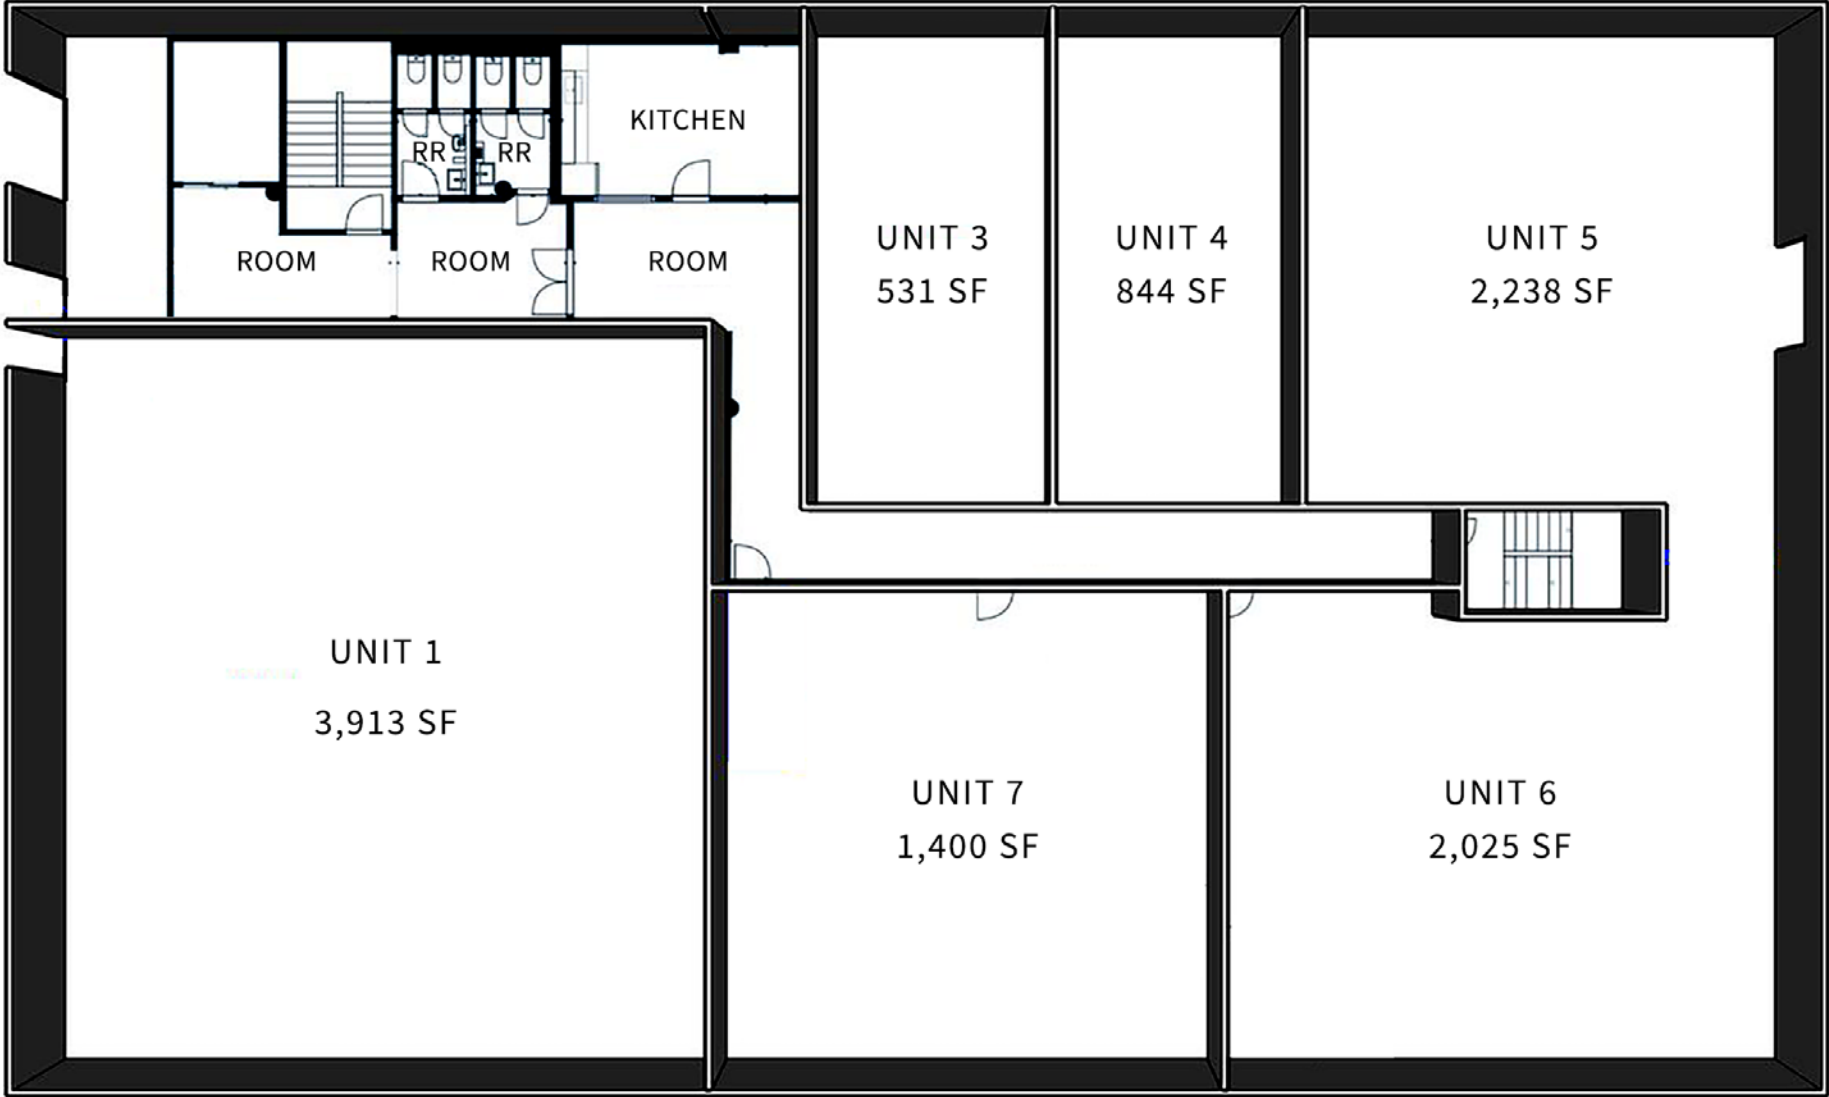 KITCHEN
RR
RR
ROOM
ROOM
ROOM
UNIT 3
531 SF
UNIT 4
844 SF
UNIT 5
2,238 SF
UNIT 1
3,913 SF
UNIT 7
1,400 SF
UNIT 6
2,025 SF